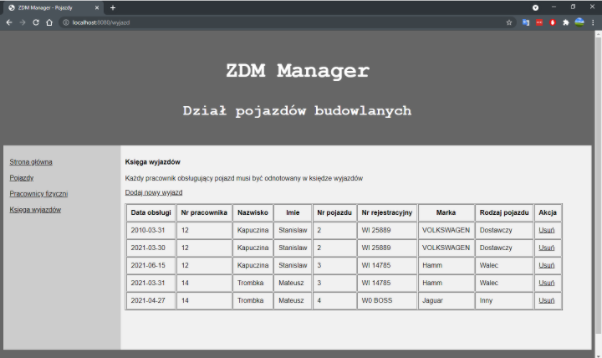 ZDM Manager - Pojazdy
localhost:8080/wyjazd
ZDM Manager
Dział pojazdów budowlanych
Strona główna
Pojazdy
Pracownicy fizyczni
Księga wyjazdów
Księga wyjazdów
Każdy pracownik obsługujący pojazd musi być odnotowany w księdze wyjazdów
Dodaj nowy wyjazd
Data obsługi Nr pracownika Nazwisko Imie Nr pojazdu Nr rejestracyjny Marka Rodzaj pojazdu Akcja
2010-03-30 12 Kapuczina Stanisław 2 WI 25889 VOLKSWAGEN Dostawczy Usuń
2021-03-30 12 Kapuczina Stanisław 2 WI 25889 VOLKSWAGEN Dostawczy Usuń
2021-06-15 12 Kapuczina Stanisław 3 WI 14785 Hamm Walec Usuń
2021-03-31 14 Trombka Mateusz 3 WI 14785 Hamm Walec Usuń
2021-04-27 14 Trombka Mateusz 4 W0 BOSS Jaguar Inny Usuń